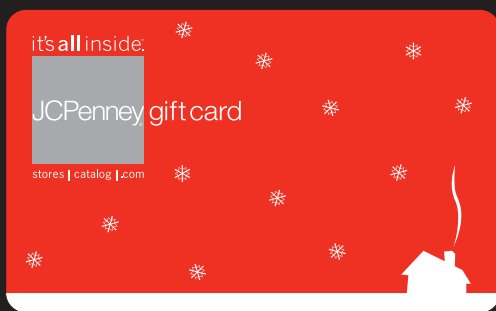 it's all inside:
JCPenney gift card
stores | catalog | .com